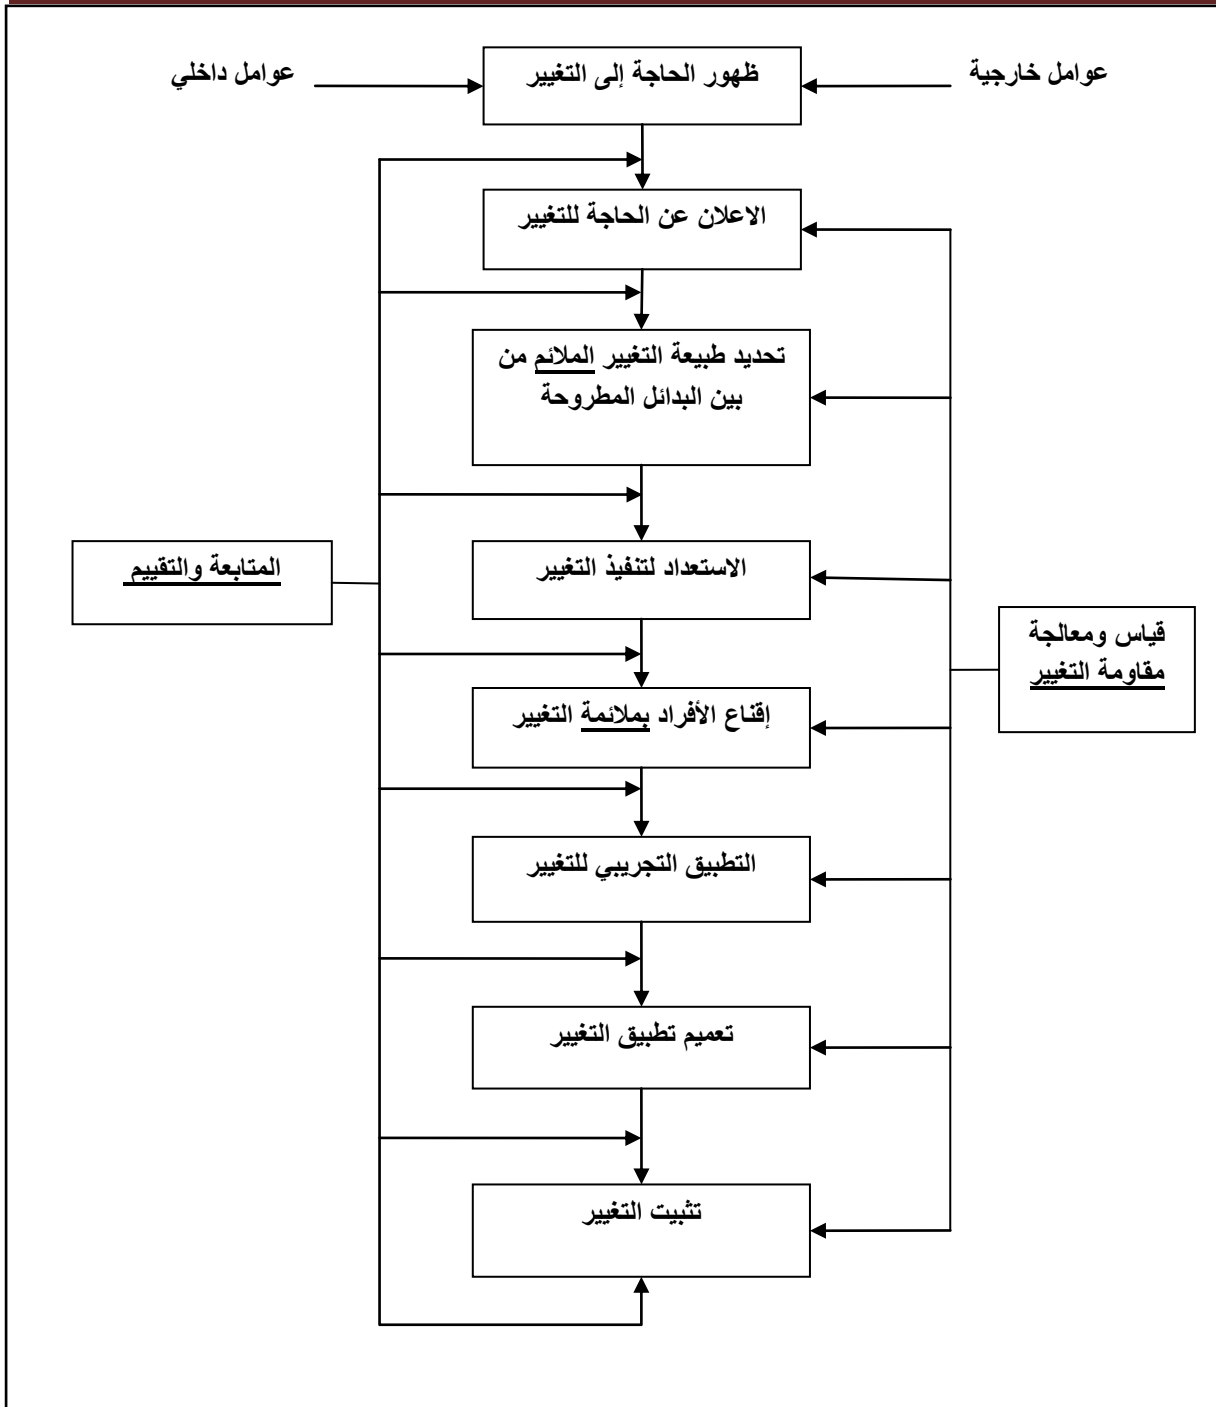 عوامل خارجية
ظهور الحاجة إلى التغيير
عوامل داخلي
الاعلان عن الحاجة للتغيير
تحديد طبيعة التغيير الملائم من
بين البدائل المطروحة
الاستعداد لتنفيذ التغيير
المتابعة والتقييم
قياس ومعالجة
مقاومة التغيير
إقناع الأفراد بملائمة التغيير
التطبيق التجريبي للتغيير
تعميم تطبيق التغيير
تثبيت التغيير